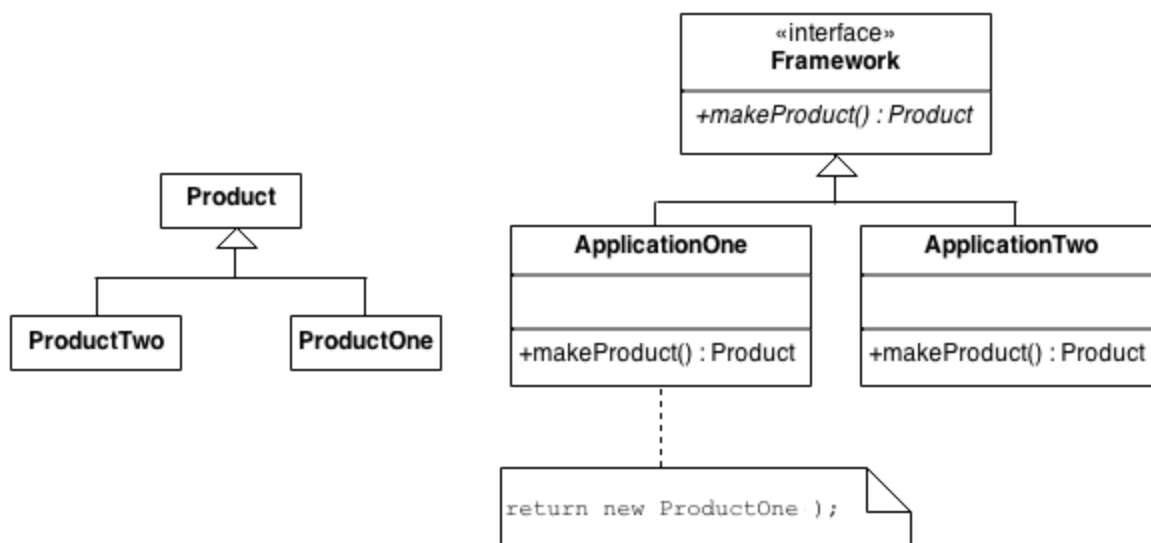 «interface»
Framework
+makeProduct() : Product
Product
ProductTwo
ProductOne
ApplicationOne
+makeProduct() : Product
ApplicationTwo
+makeProduct() : Product
return new ProductOne );